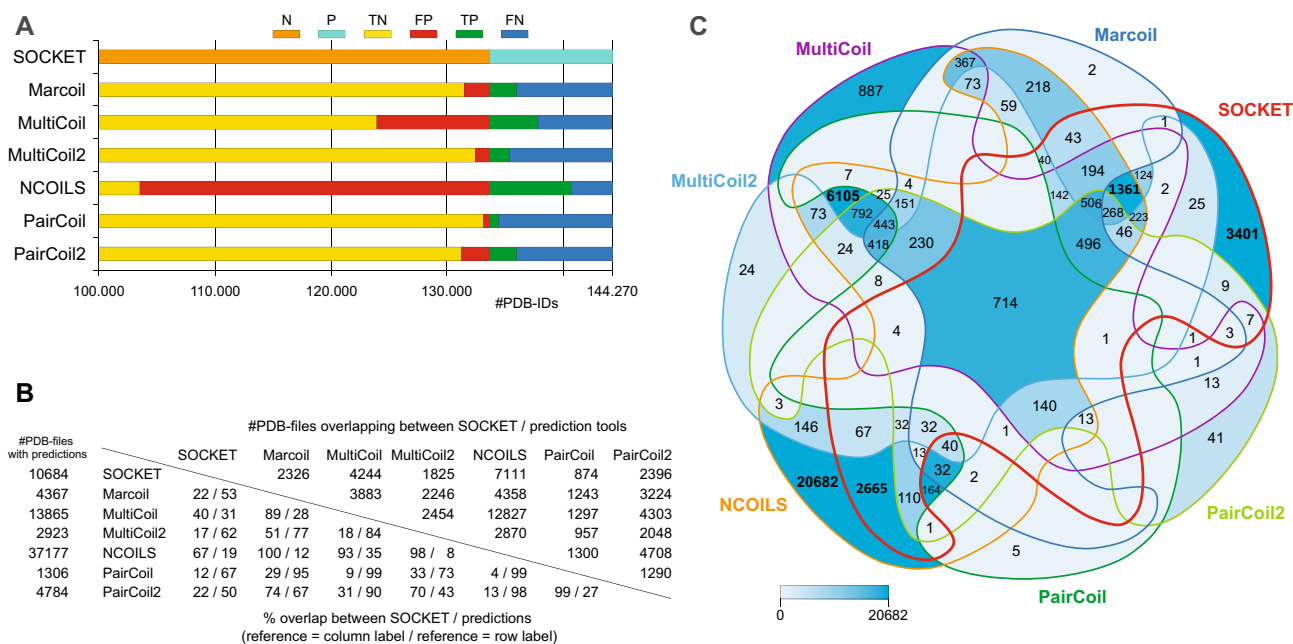 A
N P TN FP TP FN
SOCKET
Marcoil
MultiCoil
MultiCoil2
NCOILS
PairCoil
PairCoil2
100.000 110.000 120.000 130.000 144.270
#PDB-IDs
B
#PDB-files
with predictions
#PDB-files overlapping between SOCKET / prediction tools
SOCKET Marcoil MultiCoil MultiCoil2 NCOILS PairCoil PairCoil2
10684 SOCKET 2326 4244 1825 7111 874 2396
4367 Marcoil 22 / 53 3883 2246 4358 1243 3224
13865 MultiCoil 40 / 31 89 / 28 2454 12827 1297 4303
2923 MultiCoil2 17 / 62 51 / 77 18 / 84 2870 957 2048
37177 NCOILS 67 / 19 100 / 12 93 / 35 98 / 8 1300 4708
1306 PairCoil 12 / 67 29 / 95 9 / 99 33 / 73 4 / 99 1290
4784 PairCoil2 22 / 50 74 / 67 31 / 90 70 / 43 13 / 98 99 / 27
% overlap between SOCKET / predictions
(reference = column label / reference = row label)
C
Marcoil
MultiCoil
SOCKET
MultiCoil2
NCOILS
PairCoil2
PairCoil
367
2
73
218
887
59
1
43
40
194
124
7
4
6105
25
151
142
1361
2
25
506
268
223
73
792
443
46
3401
24
418
230
496
24
8
9
714
7
4
1
1
3
1
13
3
140
146
67
32
32
1
13
41
40
13
20682
2665
32
2
164
110
1
5
0
20682